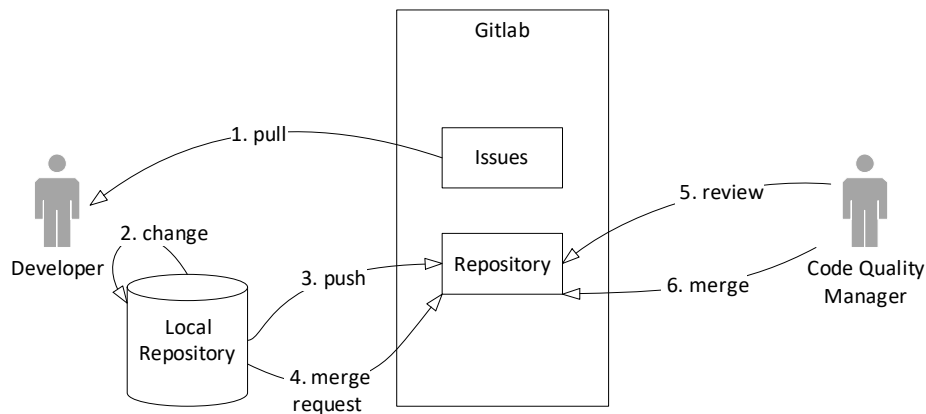 Gitlab
1. pull
Issues
5. review
2. change
Developer
3. push
Repository
6. merge
Code Quality
Manager
Local
Repository
4. merge
request